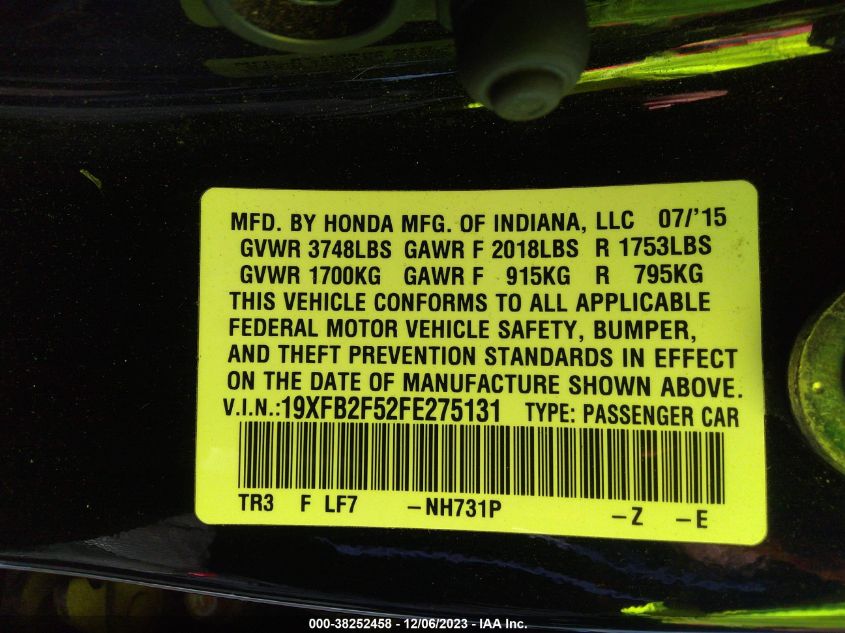 MFD. BY HONDA MFG. OF INDIANA, LLC 07/'15
GVWR 3748LBS GAWR F 2018LBS R 1753LBS
GVWR 1700KG GAWR F 915KG R 795KG
THIS VEHICLE CONFORMS TO ALL APPLICABLE
FEDERAL MOTOR VEHICLE SAFETY, BUMPER,
AND THEFT PREVENTION STANDARDS IN EFFECT
ON THE DATE OF MANUFACTURE SHOWN ABOVE.
V.I.N.:19XFB2F52FE275131 TYPE: PASSENGER CAR
TR3 F LF7 –NH731P –Z –E
000-38252458 - 12/06/2023 - IAA Inc.